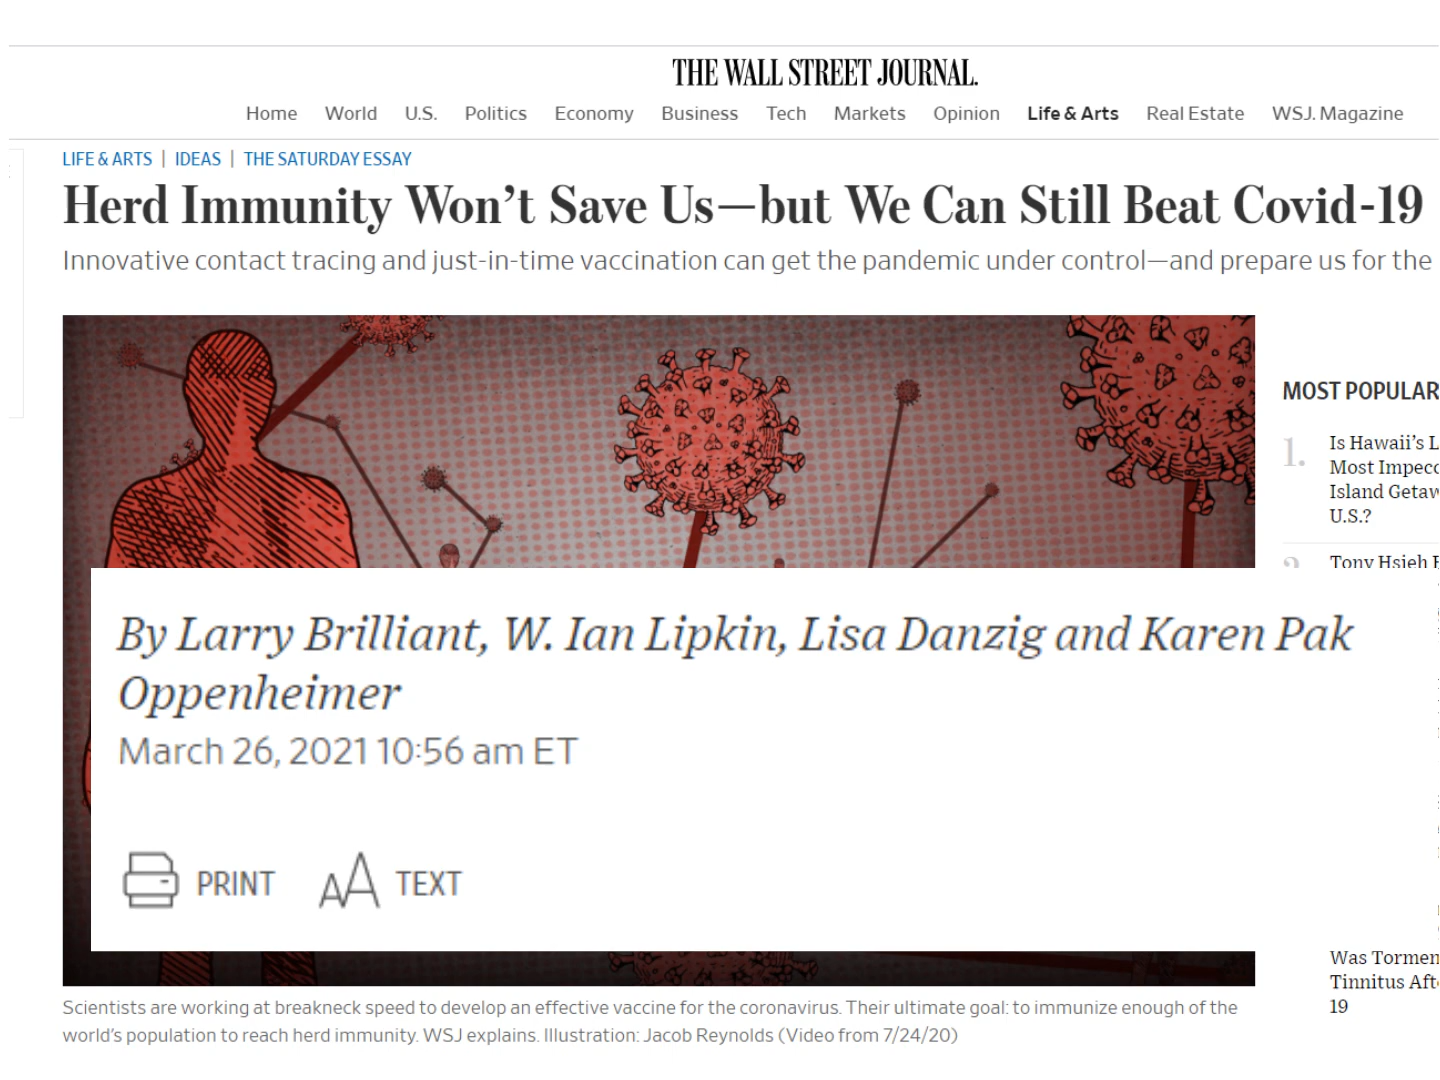 THE WALL STREET JOURNAL.
Home World U.S. Politics Economy Business Tech Markets Opinion Life & Arts Real Estate WSJ. Magazine
LIFE & ARTS | IDEAS | THE SATURDAY ESSAY
Herd Immunity Won't Save Us—but We Can Still Beat Covid-19
Innovative contact tracing and just-in-time vaccination can get the pandemic under control—and prepare us for the
MOST POPULAR
1.
Is Hawaii's
Most
Island
U.S.?
Tony Hsieh
By Larry Brilliant, W. Ian Lipkin, Lisa Danzig and Karen Pak
Oppenheimer
March 26, 2021 10:56 am ET
PRINT AA TEXT
Was
Tinnitus
19
Scientists are working at breakneck speed to develop an effective vaccine for the coronavirus. Their ultimate goal: to immunize enough of the
world's population to reach herd immunity. WSJ explains. Illustration: Jacob Reynolds (Video from 7/24/20)